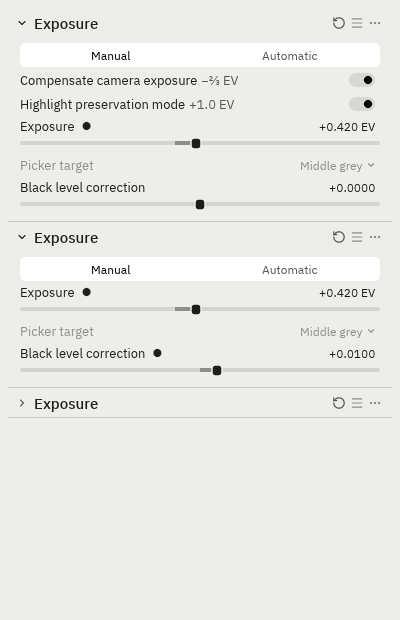 Exposure
Manual Automatic
Compensate camera exposure −⅔ EV
Highlight preservation mode +1.0 EV
Exposure +0.420 EV
Picker target Middle grey
Black level correction +0.0000
Exposure
Manual Automatic
Exposure +0.420 EV
Picker target Middle grey
Black level correction +0.0100
Exposure